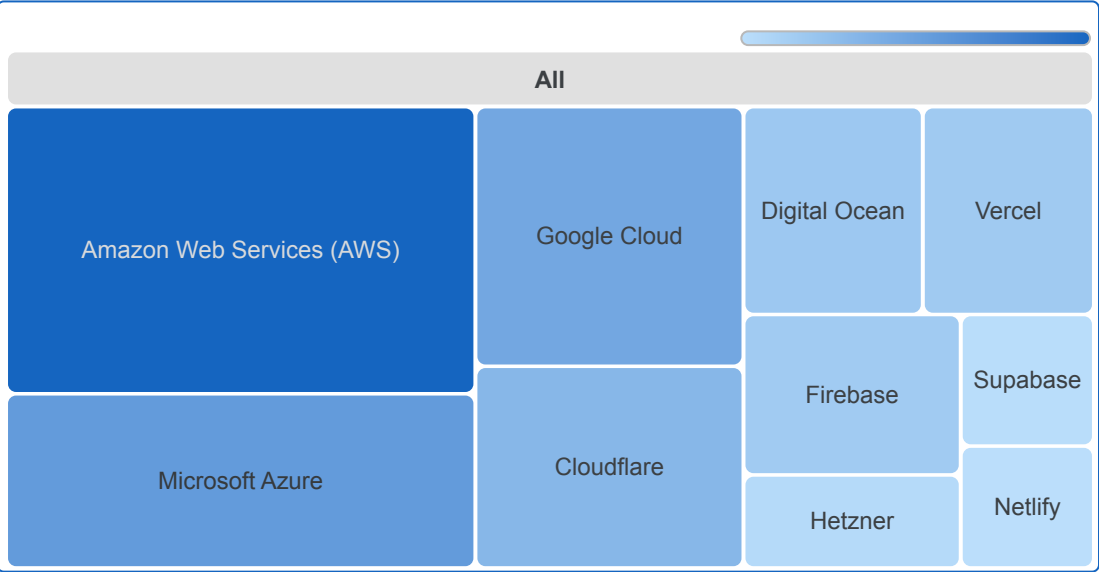 All
Amazon Web Services (AWS)
Microsoft Azure
Google Cloud
Cloudflare
Digital Ocean
Vercel
Firebase
Hetzner
Supabase
Netlify